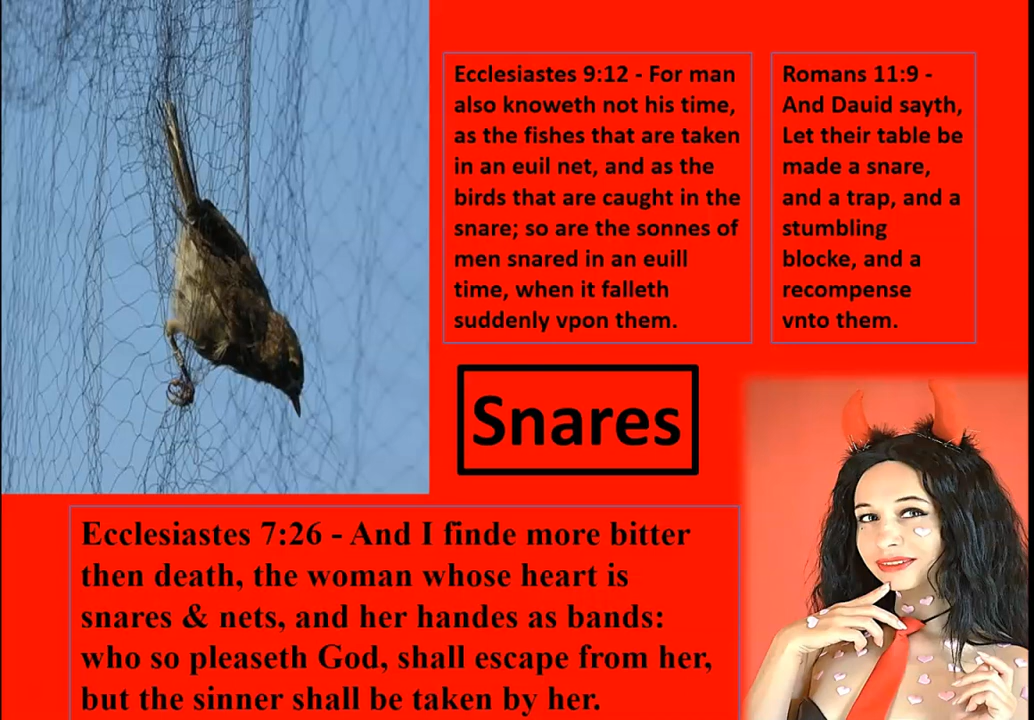 Ecclesiastes 9:12 - For man
also knoweth not his time,
as the fishes that are taken
in an euil net, and as the
birds that are caught in the
snare; so are the sonnes of
men snared in an euill
time, when it falleth
suddenly vpon them.
Romans 11:9 -
And Dauid sayth,
Let their table be
made a snare,
and a trap, and a
stumbling
blocke, and a
recompense
vnto them.
Snares
Ecclesiastes 7:26 - And I finde more bitter
then death, the woman whose heart is
snares & nets, and her handes as bands:
who so pleaseth God, shall escape from her,
but the sinner shall be taken by her.